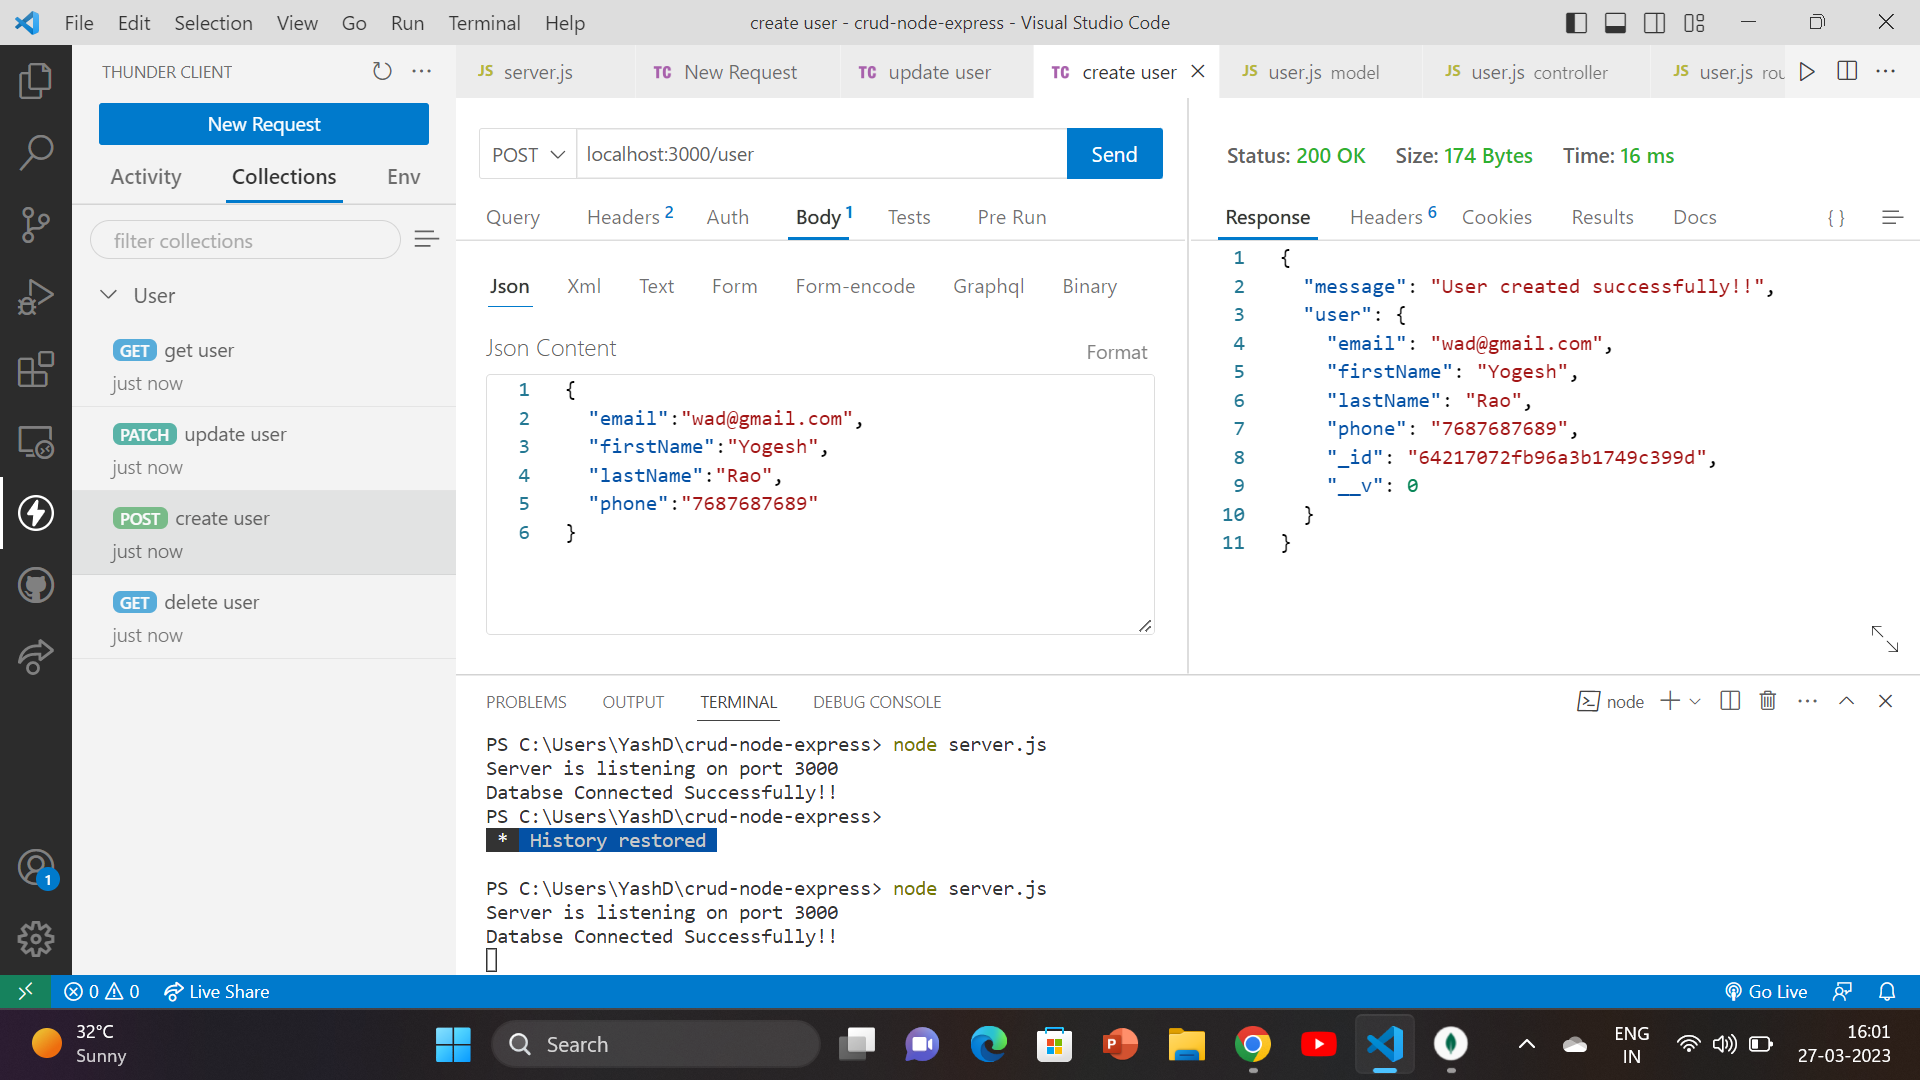 File Edit Selection View Go Run Terminal Help
create user - crud-node-express - Visual Studio Code
THUNDER CLIENT
New Request
Activity Collections Env
filter collections
User
GET get user
just now
PATCH update user
just now
POST create user
just now
GET delete user
just now
JS server.js
TC New Request
TC update user
TC create user
JS user.js model
JS user.js controller
JS user.js rou
POST localhost:3000/user Send
Query Headers 2 Auth Body 1 Tests Pre Run
Json Xml Text Form Form-encode Graphql Binary
Json Content
Format
1 {
2 "email":"wad@gmail.com",
3 "firstName":"Yogesh",
4 "lastName":"Rao",
5 "phone":"7687687689"
6 }
Status: 200 OK Size: 174 Bytes Time: 16 ms
Response Headers 6 Cookies Results Docs { }
1 {
2 "message": "User created successfully!!",
3 "user": {
4 "email": "wad@gmail.com",
5 "firstName": "Yogesh",
6 "lastName": "Rao",
7 "phone": "7687687689",
8 "_id": "64217072fb96a3b1749c399d",
9 "__v": 0
10 }
11 }
PROBLEMS OUTPUT TERMINAL DEBUG CONSOLE
node
PS C:\Users\YashD\crud-node-express> node server.js
Server is listening on port 3000
Databse Connected Successfully!!
PS C:\Users\YashD\crud-node-express>
* History restored
PS C:\Users\YashD\crud-node-express> node server.js
Server is listening on port 3000
Databse Connected Successfully!!
1
0 0 Live Share
Go Live
32°C
Sunny
Search
P
ENG
IN
16:01
27-03-2023